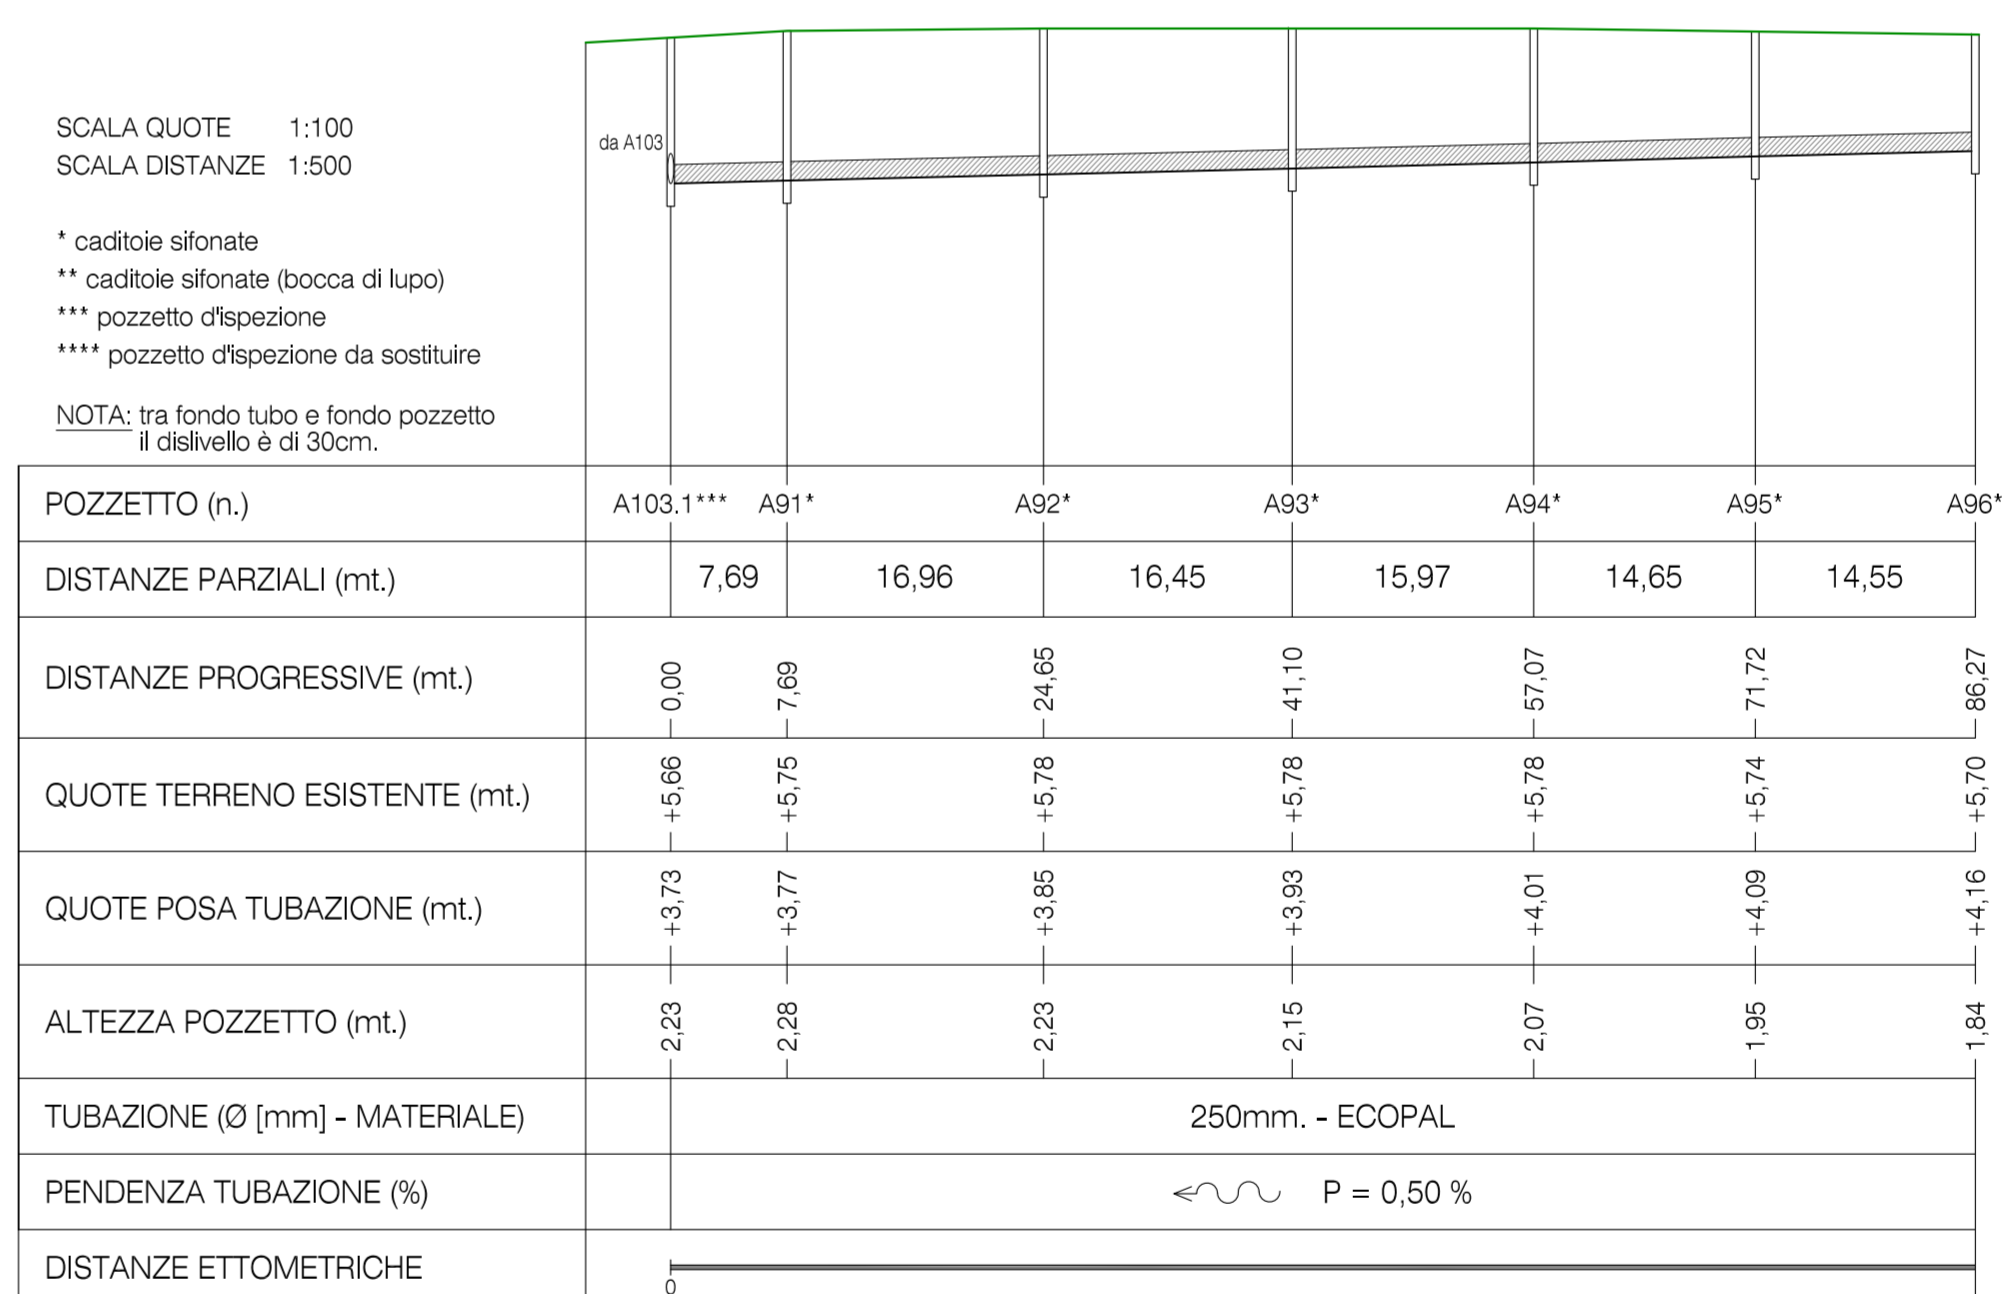 da A103
SCALA QUOTE 1:100
SCALA DISTANZE 1:500
* caditoie sifonate
** caditoie sifonate (bocca di lupo)
*** pozzetto d'ispezione
**** pozzetto d'ispezione da sostituire
NOTA: tra fondo tubo e fondo pozzetto
il dislivello è di 30cm.
POZZETTO (n.) A103.1*** A91* A92* A93* A94* A95* A96*
DISTANZE PARZIALI (mt.) 7,69 16,96 16,45 15,97 14,65 14,55
DISTANZE PROGRESSIVE (mt.) 0,00 7,69 24,65 41,10 57,07 71,72 86,27
QUOTE TERRENO ESISTENTE (mt.) +5,66 +5,75 +5,78 +5,78 +5,78 +5,74 +5,70
QUOTE POSA TUBAZIONE (mt.) +3,73 +3,77 +3,85 +3,93 +4,01 +4,09 +4,16
ALTEZZA POZZETTO (mt.) 2,23 2,28 2,23 2,15 2,07 1,95 1,84
TUBAZIONE (Ø [mm] - MATERIALE) 250mm. - ECOPAL
PENDENZA TUBAZIONE (%) P = 0,50 %
DISTANZE ETTOMETRICHE
0